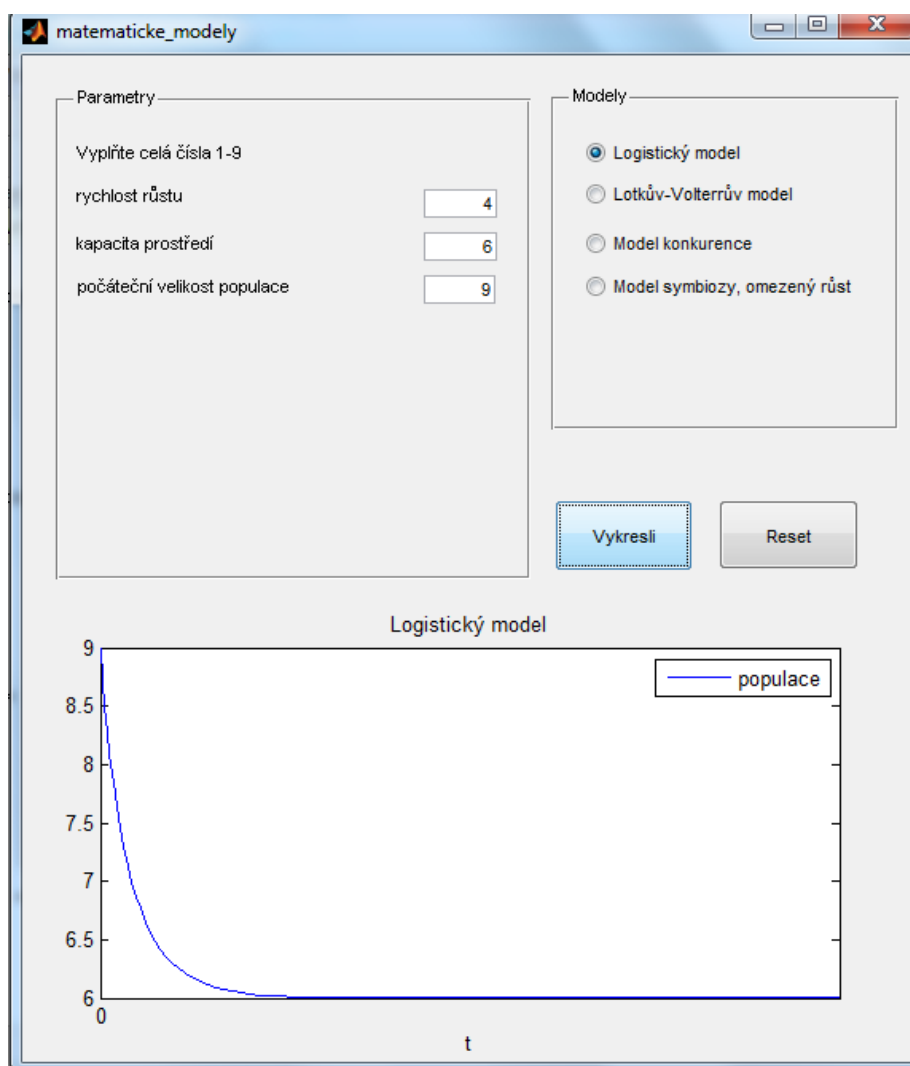 matematicke_modely
Parametry
Vyplňte celá čísla 1-9
rychlost růstu 4
kapacita prostředí 6
počáteční velikost populace 9
Modely
Logistický model
Lotkův-Volterrův model
Model konkurence
Model symbiozy, omezený růst
Vykresli
Reset
Logistický model
populace
9
8.5
8
7.5
7
6.5
6
0
t